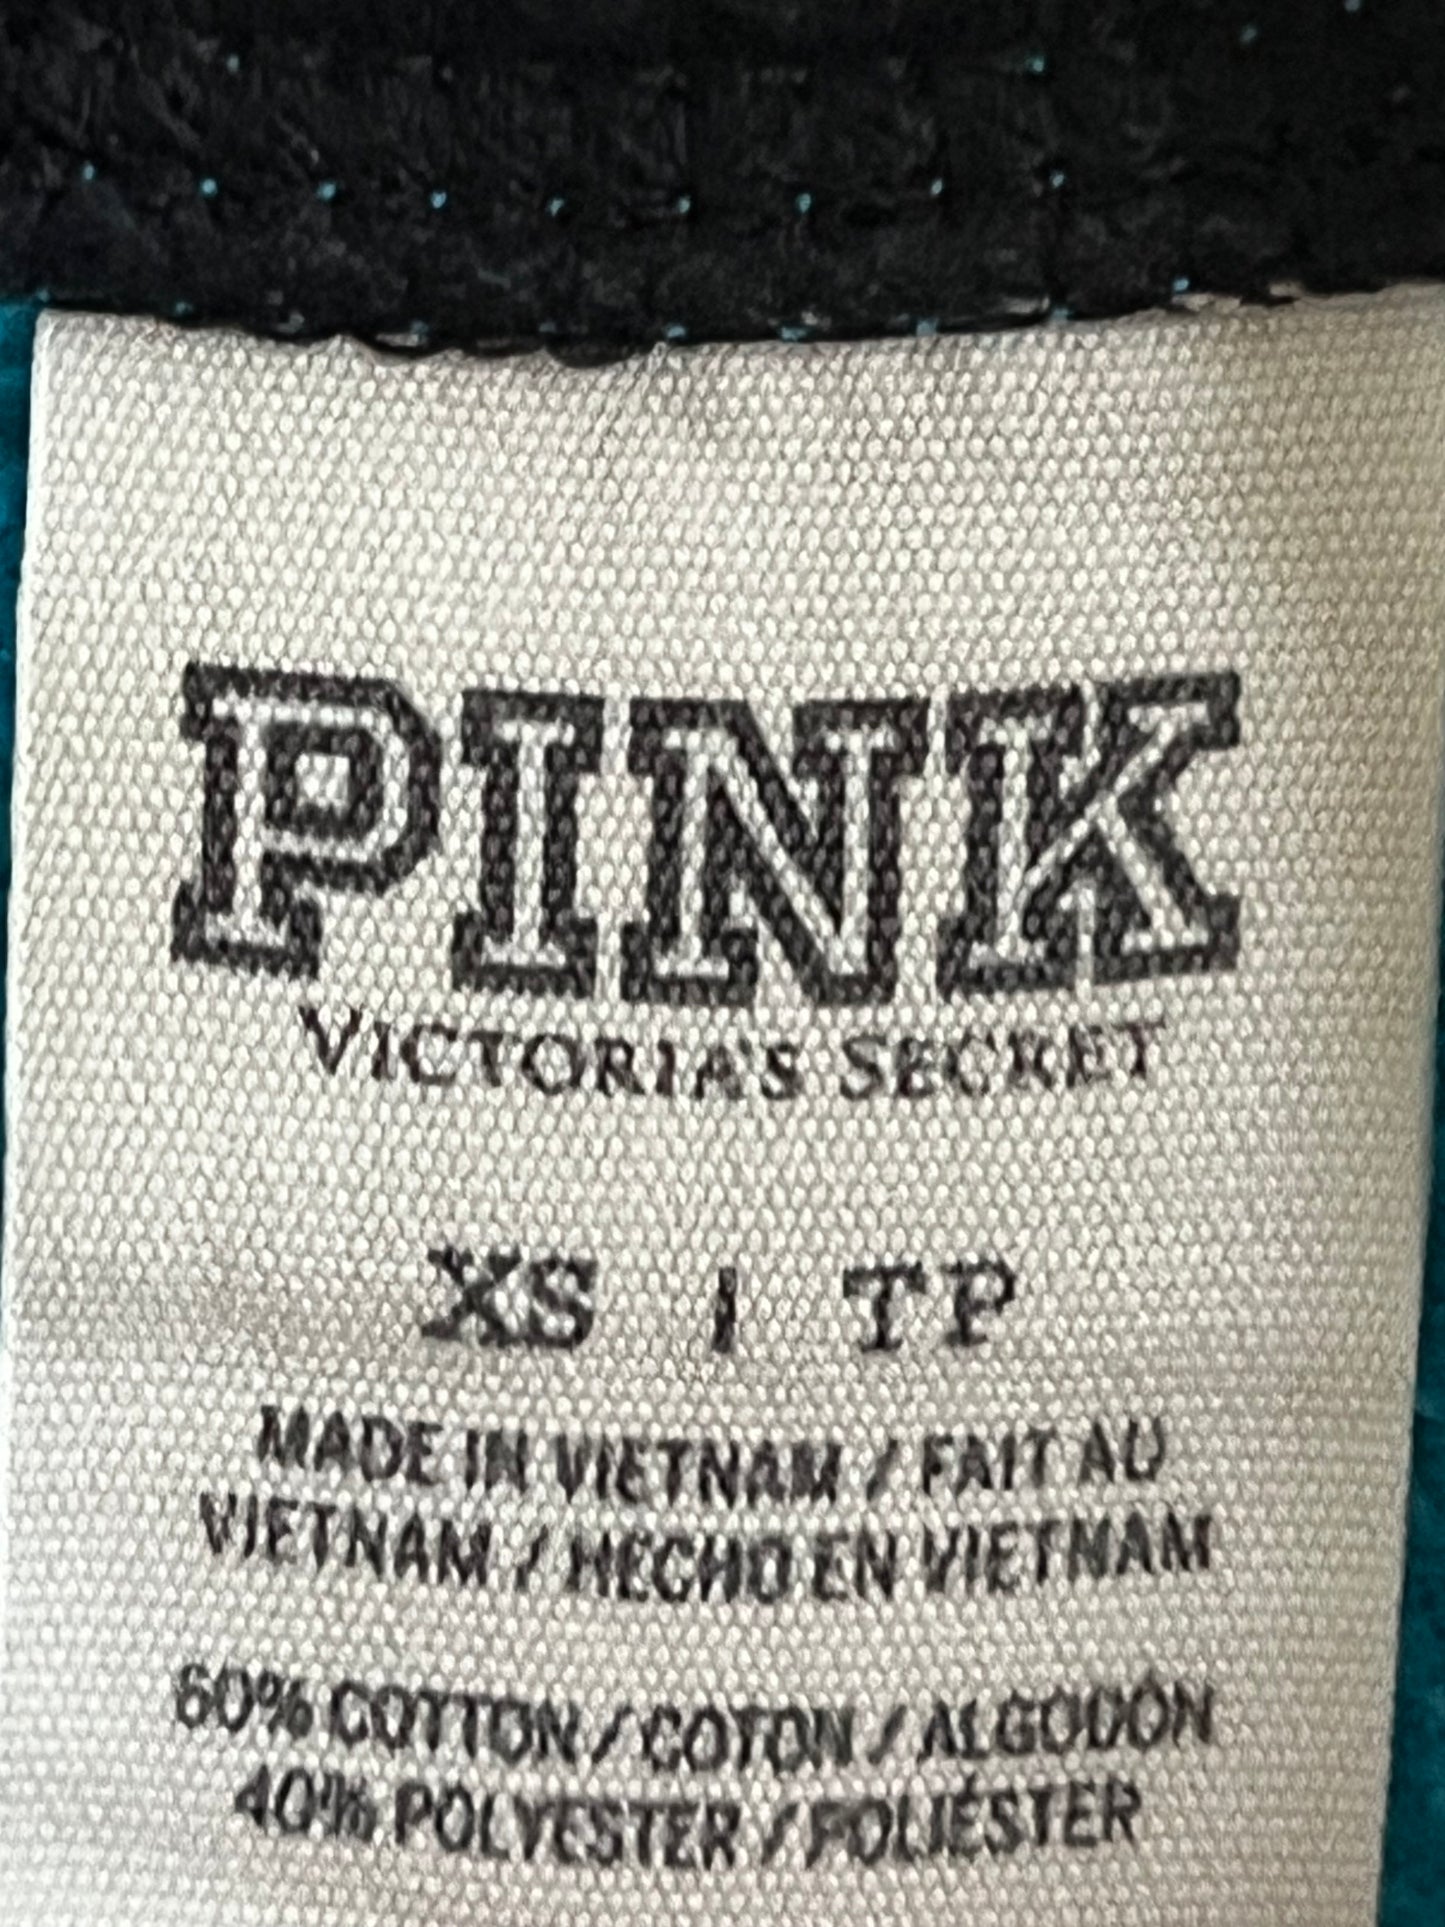 PINK
VICTORIA'S SECRET
XS | TP
MADE IN VIETNAM / FAIT AU
VIETNAM / HECHO EN VIETNAM
60% COTTON / COTON / ALGODÓN
40% POLYESTER / POLIÉSTER